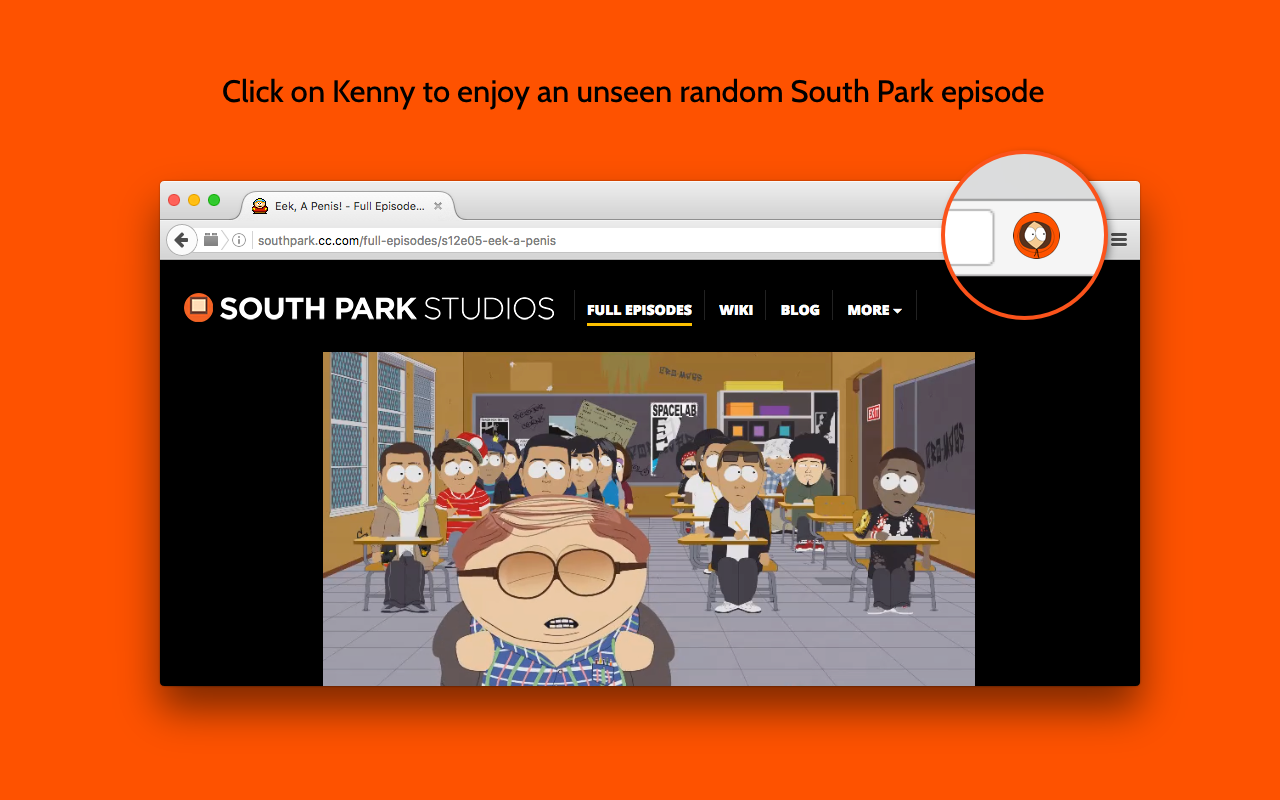 Click on Kenny to enjoy an unseen random South Park episode
Eek, A Penis! - Full Episode...
southpark.cc.com/full-episodes/s12e05-eek-a-penis
SOUTH PARK STUDIOS
FULL EPISODES
WIKI
BLOG
MORE
SPACELAB
EXIT